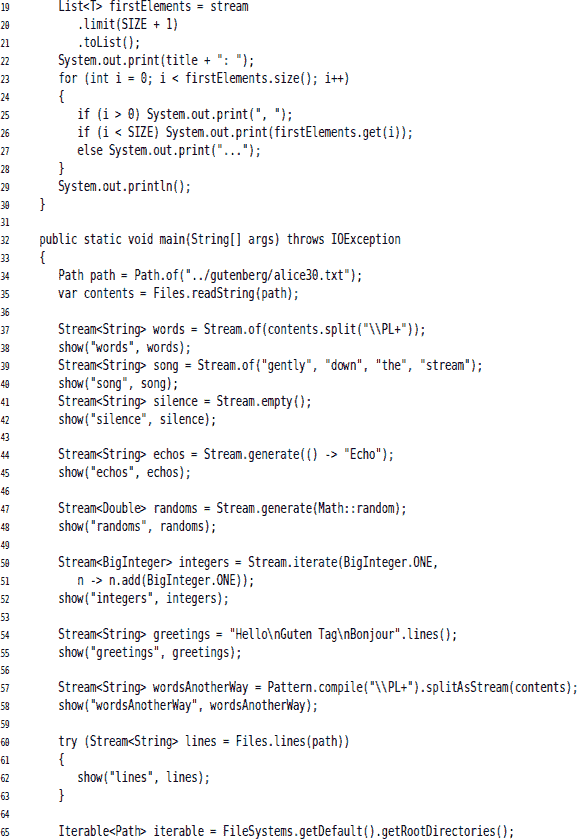 19 List<T> firstElements = stream
20 .limit(SIZE + 1)
21 .toList();
22 System.out.print(title + ": ");
23 for (int i = 0; i < firstElements.size(); i++)
24 {
25 if (i > 0) System.out.print(", ");
26 if (i < SIZE) System.out.print(firstElements.get(i));
27 else System.out.print("...");
28 }
29 System.out.println();
30 }
31
32 public static void main(String[] args) throws IOException
33 {
34 Path path = Path.of("../gutenberg/alice30.txt");
35 var contents = Files.readString(path);
36
37 Stream<String> words = Stream.of(contents.split("\\PL+"));
38 show("words", words);
39 Stream<String> song = Stream.of("gently", "down", "the", "stream");
40 show("song", song);
41 Stream<String> silence = Stream.empty();
42 show("silence", silence);
43
44 Stream<String> echos = Stream.generate(() -> "Echo");
45 show("echos", echos);
46
47 Stream<Double> randoms = Stream.generate(Math::random);
48 show("randoms", randoms);
49
50 Stream<BigInteger> integers = Stream.iterate(BigInteger.ONE,
51 n -> n.add(BigInteger.ONE));
52 show("integers", integers);
53
54 Stream<String> greetings = "Hello\nGuten Tag\nBonjour".lines();
55 show("greetings", greetings);
56
57 Stream<String> wordsAnotherWay = Pattern.compile("\\PL+").splitAsStream(contents);
58 show("wordsAnotherWay", wordsAnotherWay);
59
60 try (Stream<String> lines = Files.lines(path))
61 {
62 show("lines", lines);
63 }
64
65 Iterable<Path> iterable = FileSystems.getDefault().getRootDirectories();